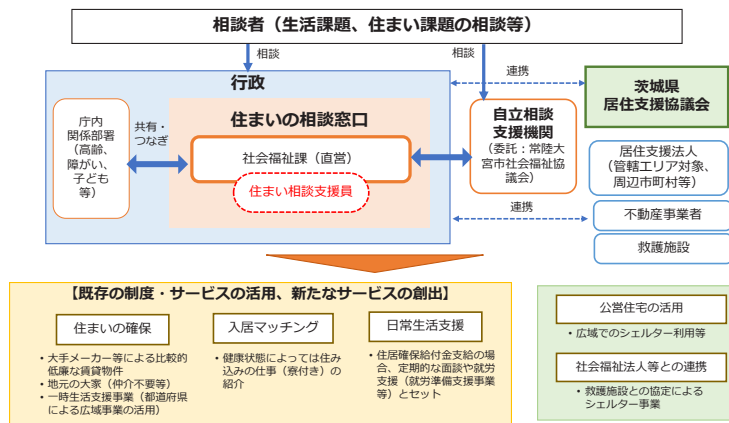 相談者（生活課題、住まい課題の相談等）
相談
相談
行政
連携
茨城県
居住支援協議会
庁内
関係部署
（高齢、
障がい、
子ども
等）
共有・
つなぎ
住まいの相談窓口
社会福祉課（直営）
住まい相談支援員
自立相談
支援機関
（委託：常陸大
宮市社会福祉協
議会）
居住支援法人
（管轄エリア対象、
周辺市町村等）
連携
不動産事業者
救護施設
【既存の制度・サービスの活用、新たなサービスの創出】
住まいの確保
・大手メーカー等による比較的
低廉な賃貸物件
・地元の大家（仲介不要等）
・一時生活支援事業（都道府県
による広域事業の活用）
入居マッチング
・健康状態によっては住み
込みの仕事（寮付き）の
紹介
日常生活支援
・住居確保給付金支給の場
合、定期的な面談や就労
支援（就労準備支援事業
等）とセット
公営住宅の活用
・広域でのシェルター利用等
社会福祉法人等との連携
・救護施設との協定による
シェルター事業